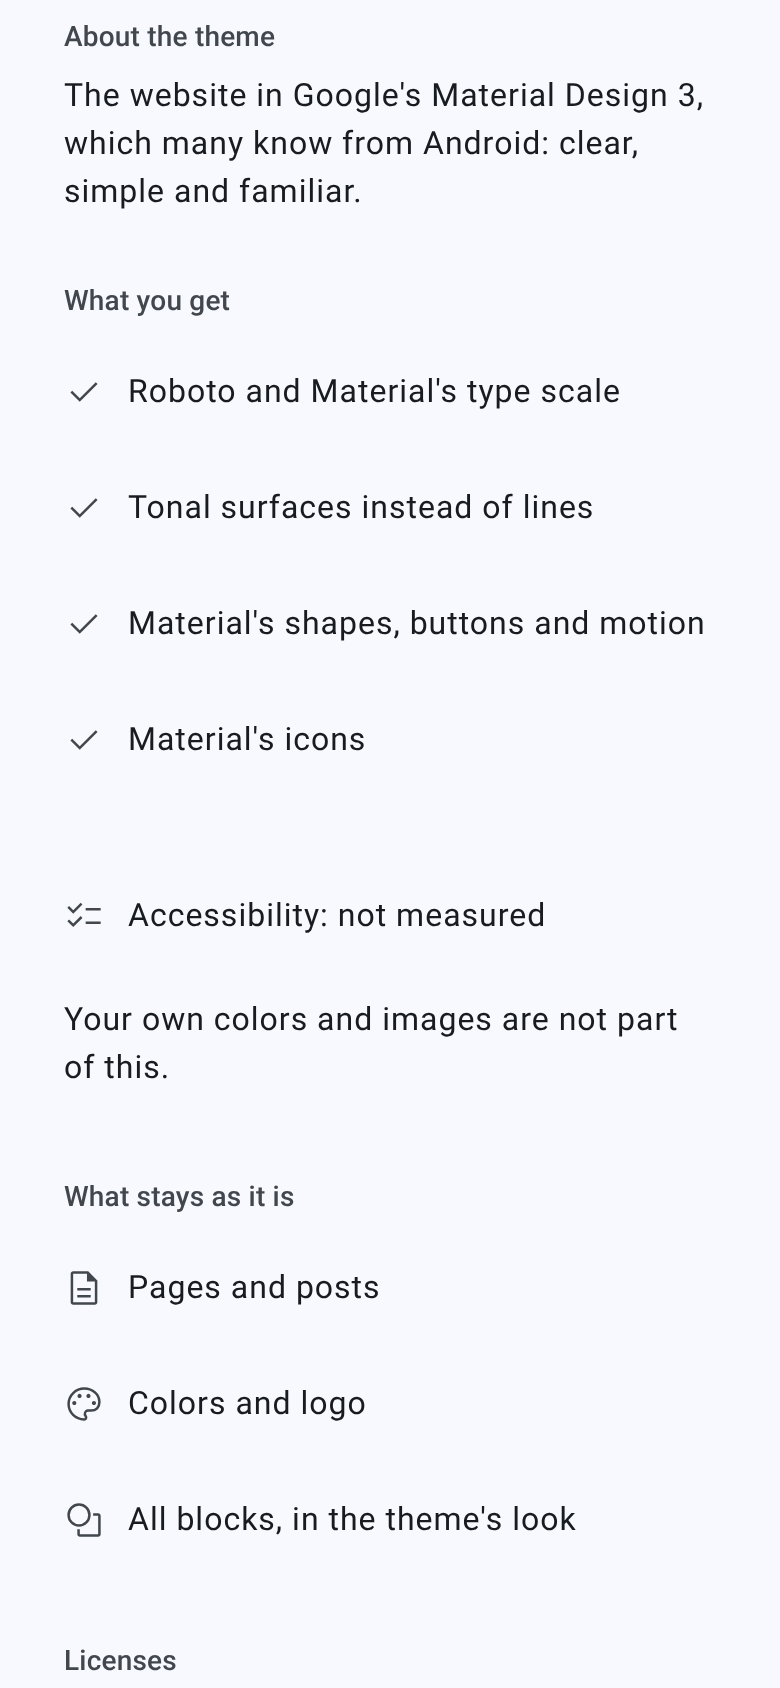 About the theme
The website in Google's Material Design 3,
which many know from Android: clear,
simple and familiar.
What you get
Roboto and Material's type scale
Tonal surfaces instead of lines
Material's shapes, buttons and motion
Material's icons
Accessibility: not measured
Your own colors and images are not part
of this.
What stays as it is
Pages and posts
Colors and logo
All blocks, in the theme's look
Licenses